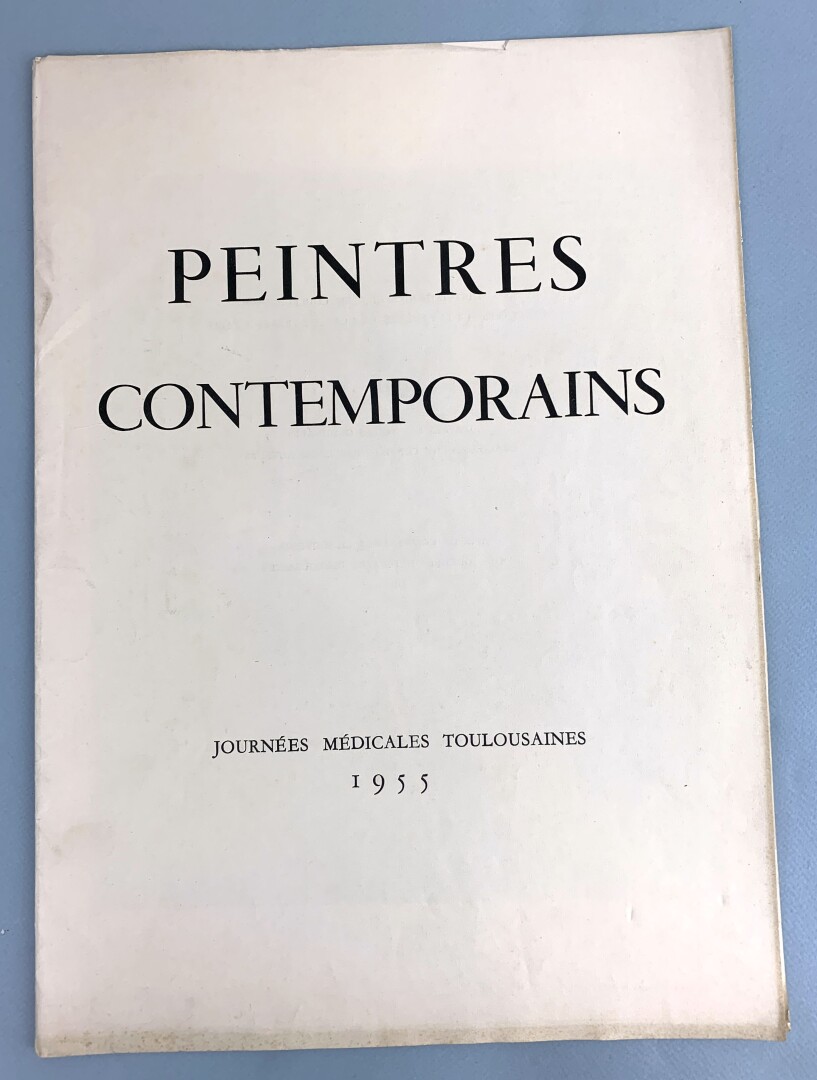 PEINTRES
CONTEMPORAINS
JOURNÉES MÉDICALES TOULOUSAINES
1955